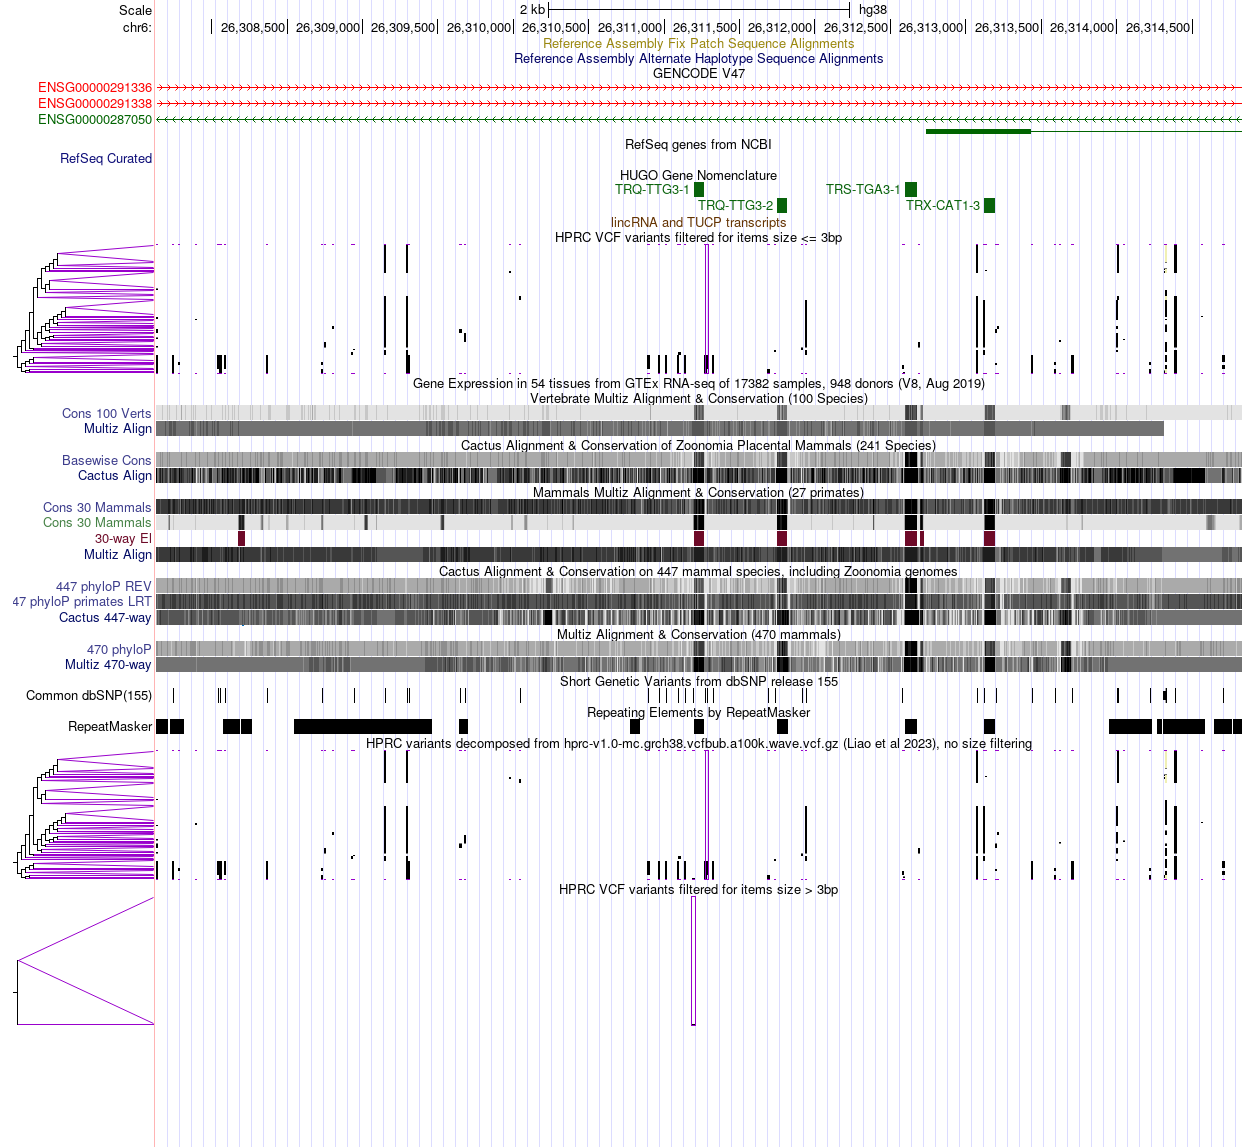 Scale 2 kb hg38
chr6: 26,308,500 26,309,000 26,309,500 26,310,000 26,310,500 26,311,000 26,311,500 26,312,000 26,312,500 26,313,000 26,313,500 26,314,000 26,314,500
Reference Assembly Fix Patch Sequence Alignments
Reference Assembly Alternate Haplotype Sequence Alignments
GENCODE V47
ENSG00000291336
ENSG00000291338
ENSG00000287050
RefSeq genes from NCBI
RefSeq Curated
HUGO Gene Nomenclature
TRQ-TTG3-1 TRS-TGA3-1
TRQ-TTG3-2 TRX-CAT1-3
lincRNA and TUCP transcripts
HPRC VCF variants filtered for items size <= 3bp
Gene Expression in 54 tissues from GTEx RNA-seq of 17382 samples, 948 donors (V8, Aug 2019)
Vertebrate Multiz Alignment & Conservation (100 Species)
Cons 100 Verts
Multiz Align
Cactus Alignment & Conservation of Zoonomia Placental Mammals (241 Species)
Basewise Cons
Cactus Align
Mammals Multiz Alignment & Conservation (27 primates)
Cons 30 Mammals
Cons 30 Mammals
30-way El
Multiz Align
Cactus Alignment & Conservation on 447 mammal species, including Zoonomia genomes
447 phyloP REV
47 phyloP primates LRT
Cactus 447-way
Multiz Alignment & Conservation (470 mammals)
470 phyloP
Multiz 470-way
Short Genetic Variants from dbSNP release 155
Common dbSNP(155)
Repeating Elements by RepeatMasker
RepeatMasker
HPRC variants decomposed from hprc-v1.0-mc.grch38.vcfbub.a100k.wave.vcf.gz (Liao et al 2023), no size filtering
HPRC VCF variants filtered for items size > 3bp